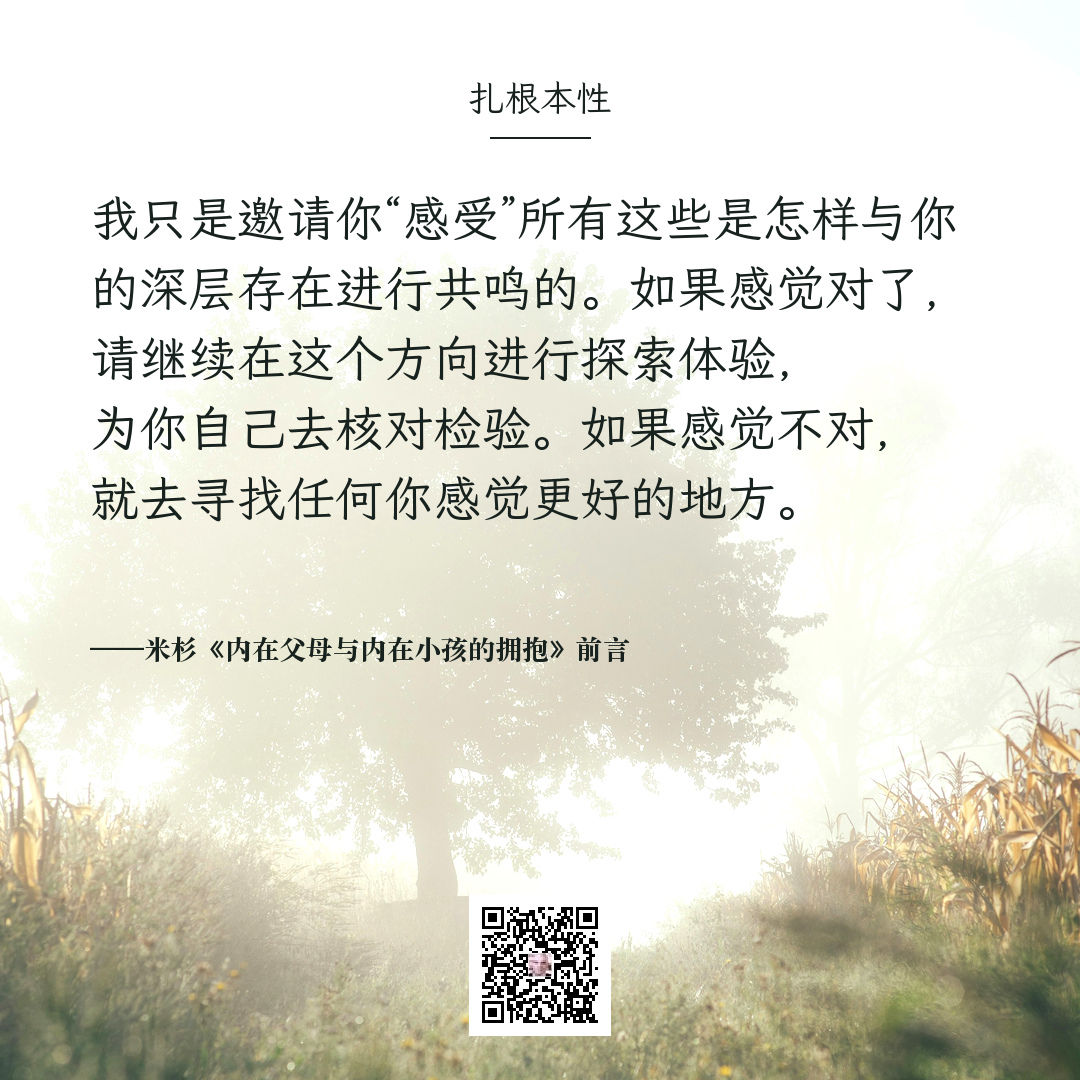 扎根本性
我只是邀请你“感受”所有这些是怎样与你
的深层存在进行共鸣的。如果感觉对了，
请继续在这个方向进行探索体验，
为你自己去核对检验。如果感觉不对，
就去寻找任何你感觉更好的地方。
——米杉《内在父母与内在小孩的拥抱》前言